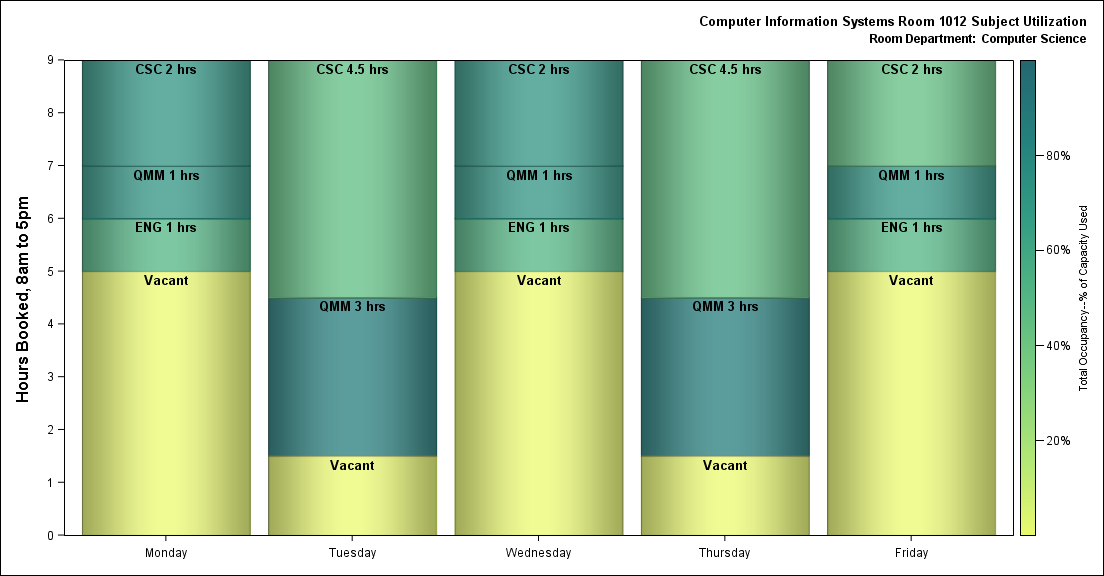 Computer Information Systems Room 1012 Subject Utilization
Room Department: Computer Science
Hours Booked, 8am to 5pm
9
8
7
6
5
4
3
2
1
0
CSC 2 hrs
QMM 1 hrs
ENG 1 hrs
Vacant
Monday
CSC 4.5 hrs
QMM 3 hrs
Vacant
Tuesday
CSC 2 hrs
QMM 1 hrs
ENG 1 hrs
Vacant
Wednesday
CSC 4.5 hrs
QMM 3 hrs
Vacant
Thursday
CSC 2 hrs
QMM 1 hrs
ENG 1 hrs
Vacant
Friday
80%
60%
40%
20%
Total Occupancy--% of Capacity Used